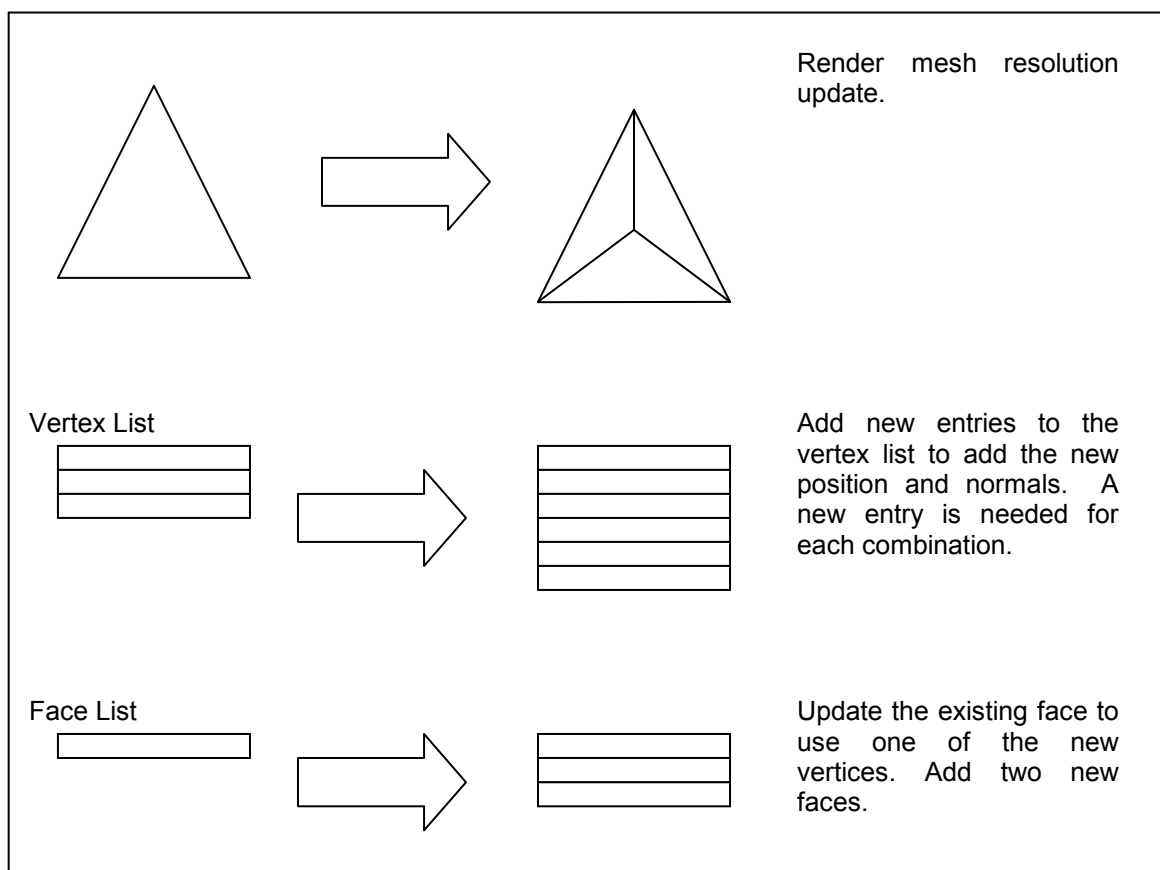 Render mesh resolution
update.
Vertex List
Add new entries to the
vertex list to add the new
position and normals. A
new entry is needed for
each combination.
Face List
Update the existing face to
use one of the new
vertices. Add two new
faces.